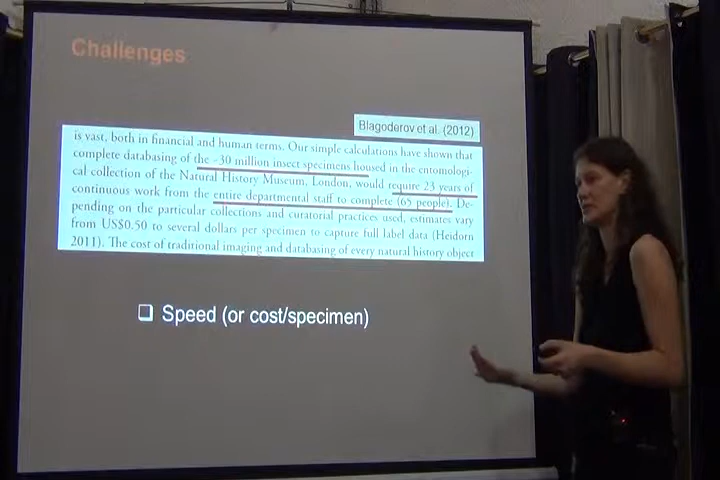 Challenges
Blagoderov et al. (2012)
is vast, both in financial and human terms. Our simple calculations have shown that
complete databasing of the ~30 million insect specimens housed in the entomologi-
cal collection of the Natural History Museum, London, would require 23 years of
continuous work from the entire departmental staff to complete (65 people). De-
pending on the particular collections and curatorial practices used, estimates vary
from US$0.50 to several dollars per specimen to capture full label data (Heidorn
2011). The cost of traditional imaging and databasing of every natural history object
Speed (or cost/specimen)